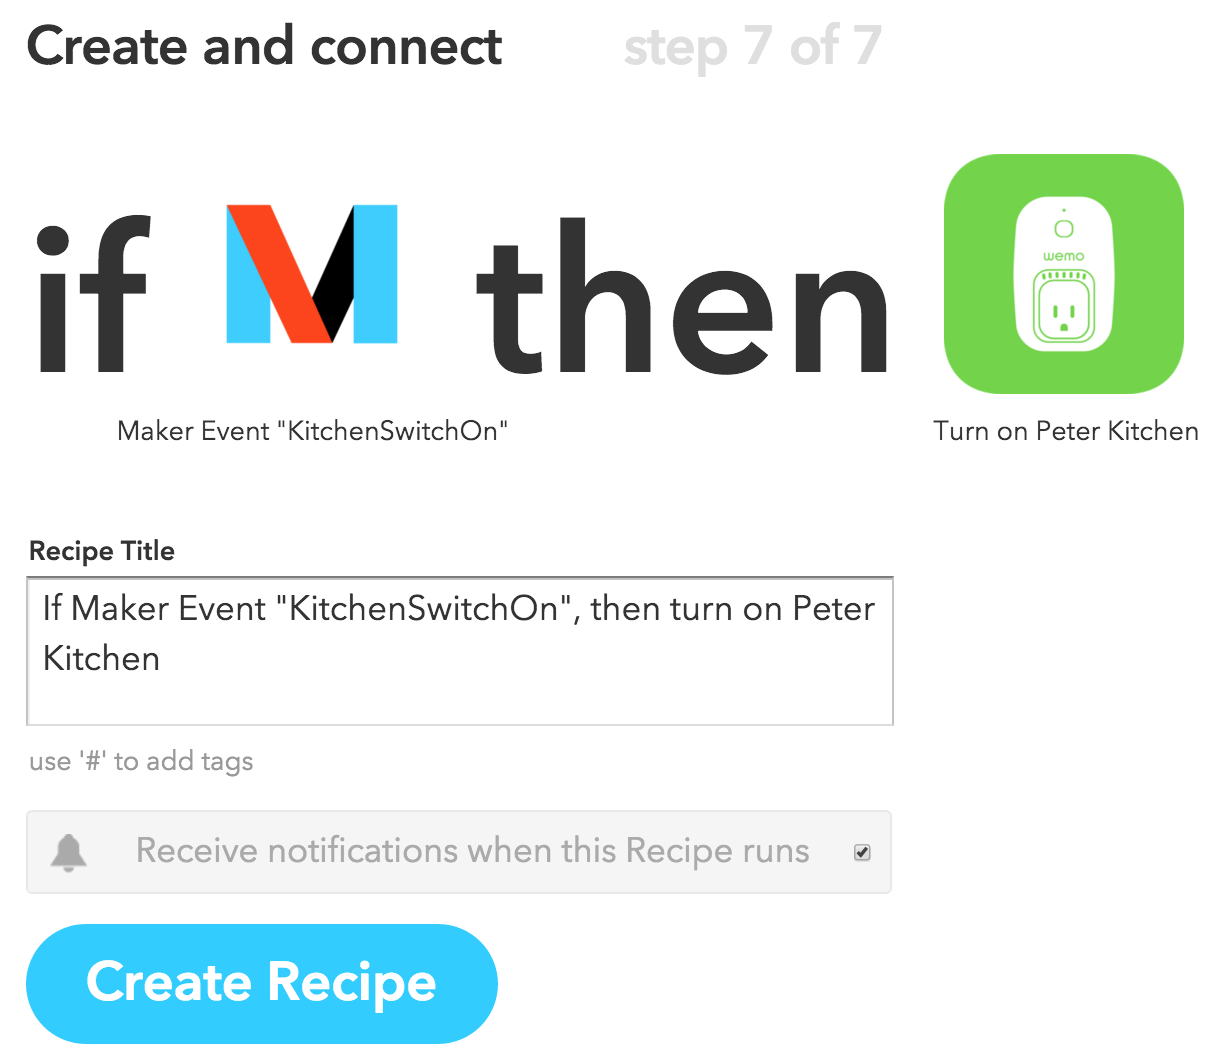 Create and connect step 7 of 7
if M then
wemo
Maker Event "KitchenSwitchOn" Turn on Peter Kitchen
Recipe Title
If Maker Event "KitchenSwitchOn", then turn on Peter
Kitchen
use '#' to add tags
Receive notifications when this Recipe runs
Create Recipe